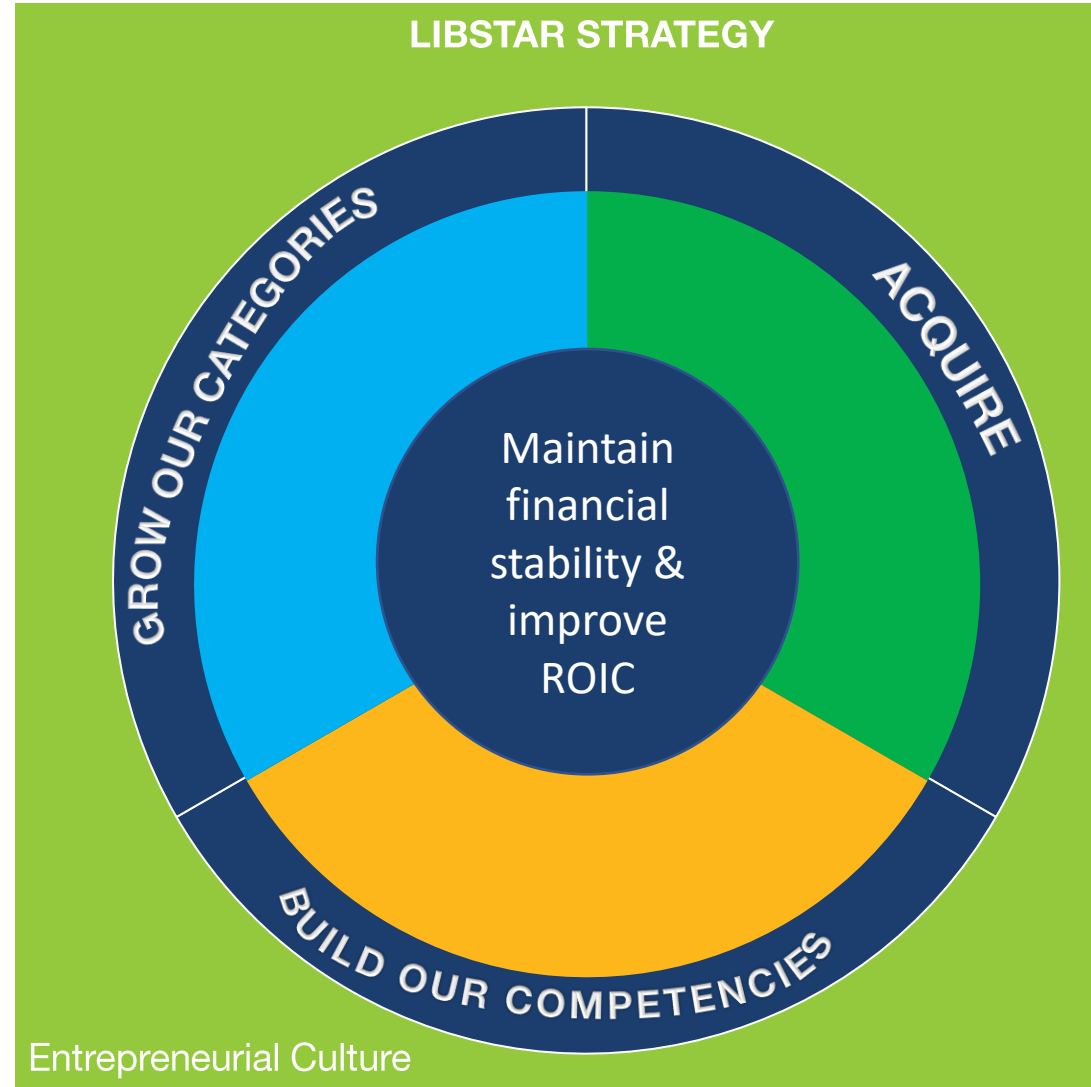 LIBSTAR STRATEGY
GROW OUR CATEGORIES
ACQUIRE
Maintain
financial
stability &
improve
ROIC
BUILD OUR COMPETENCIES
Entrepreneurial Culture